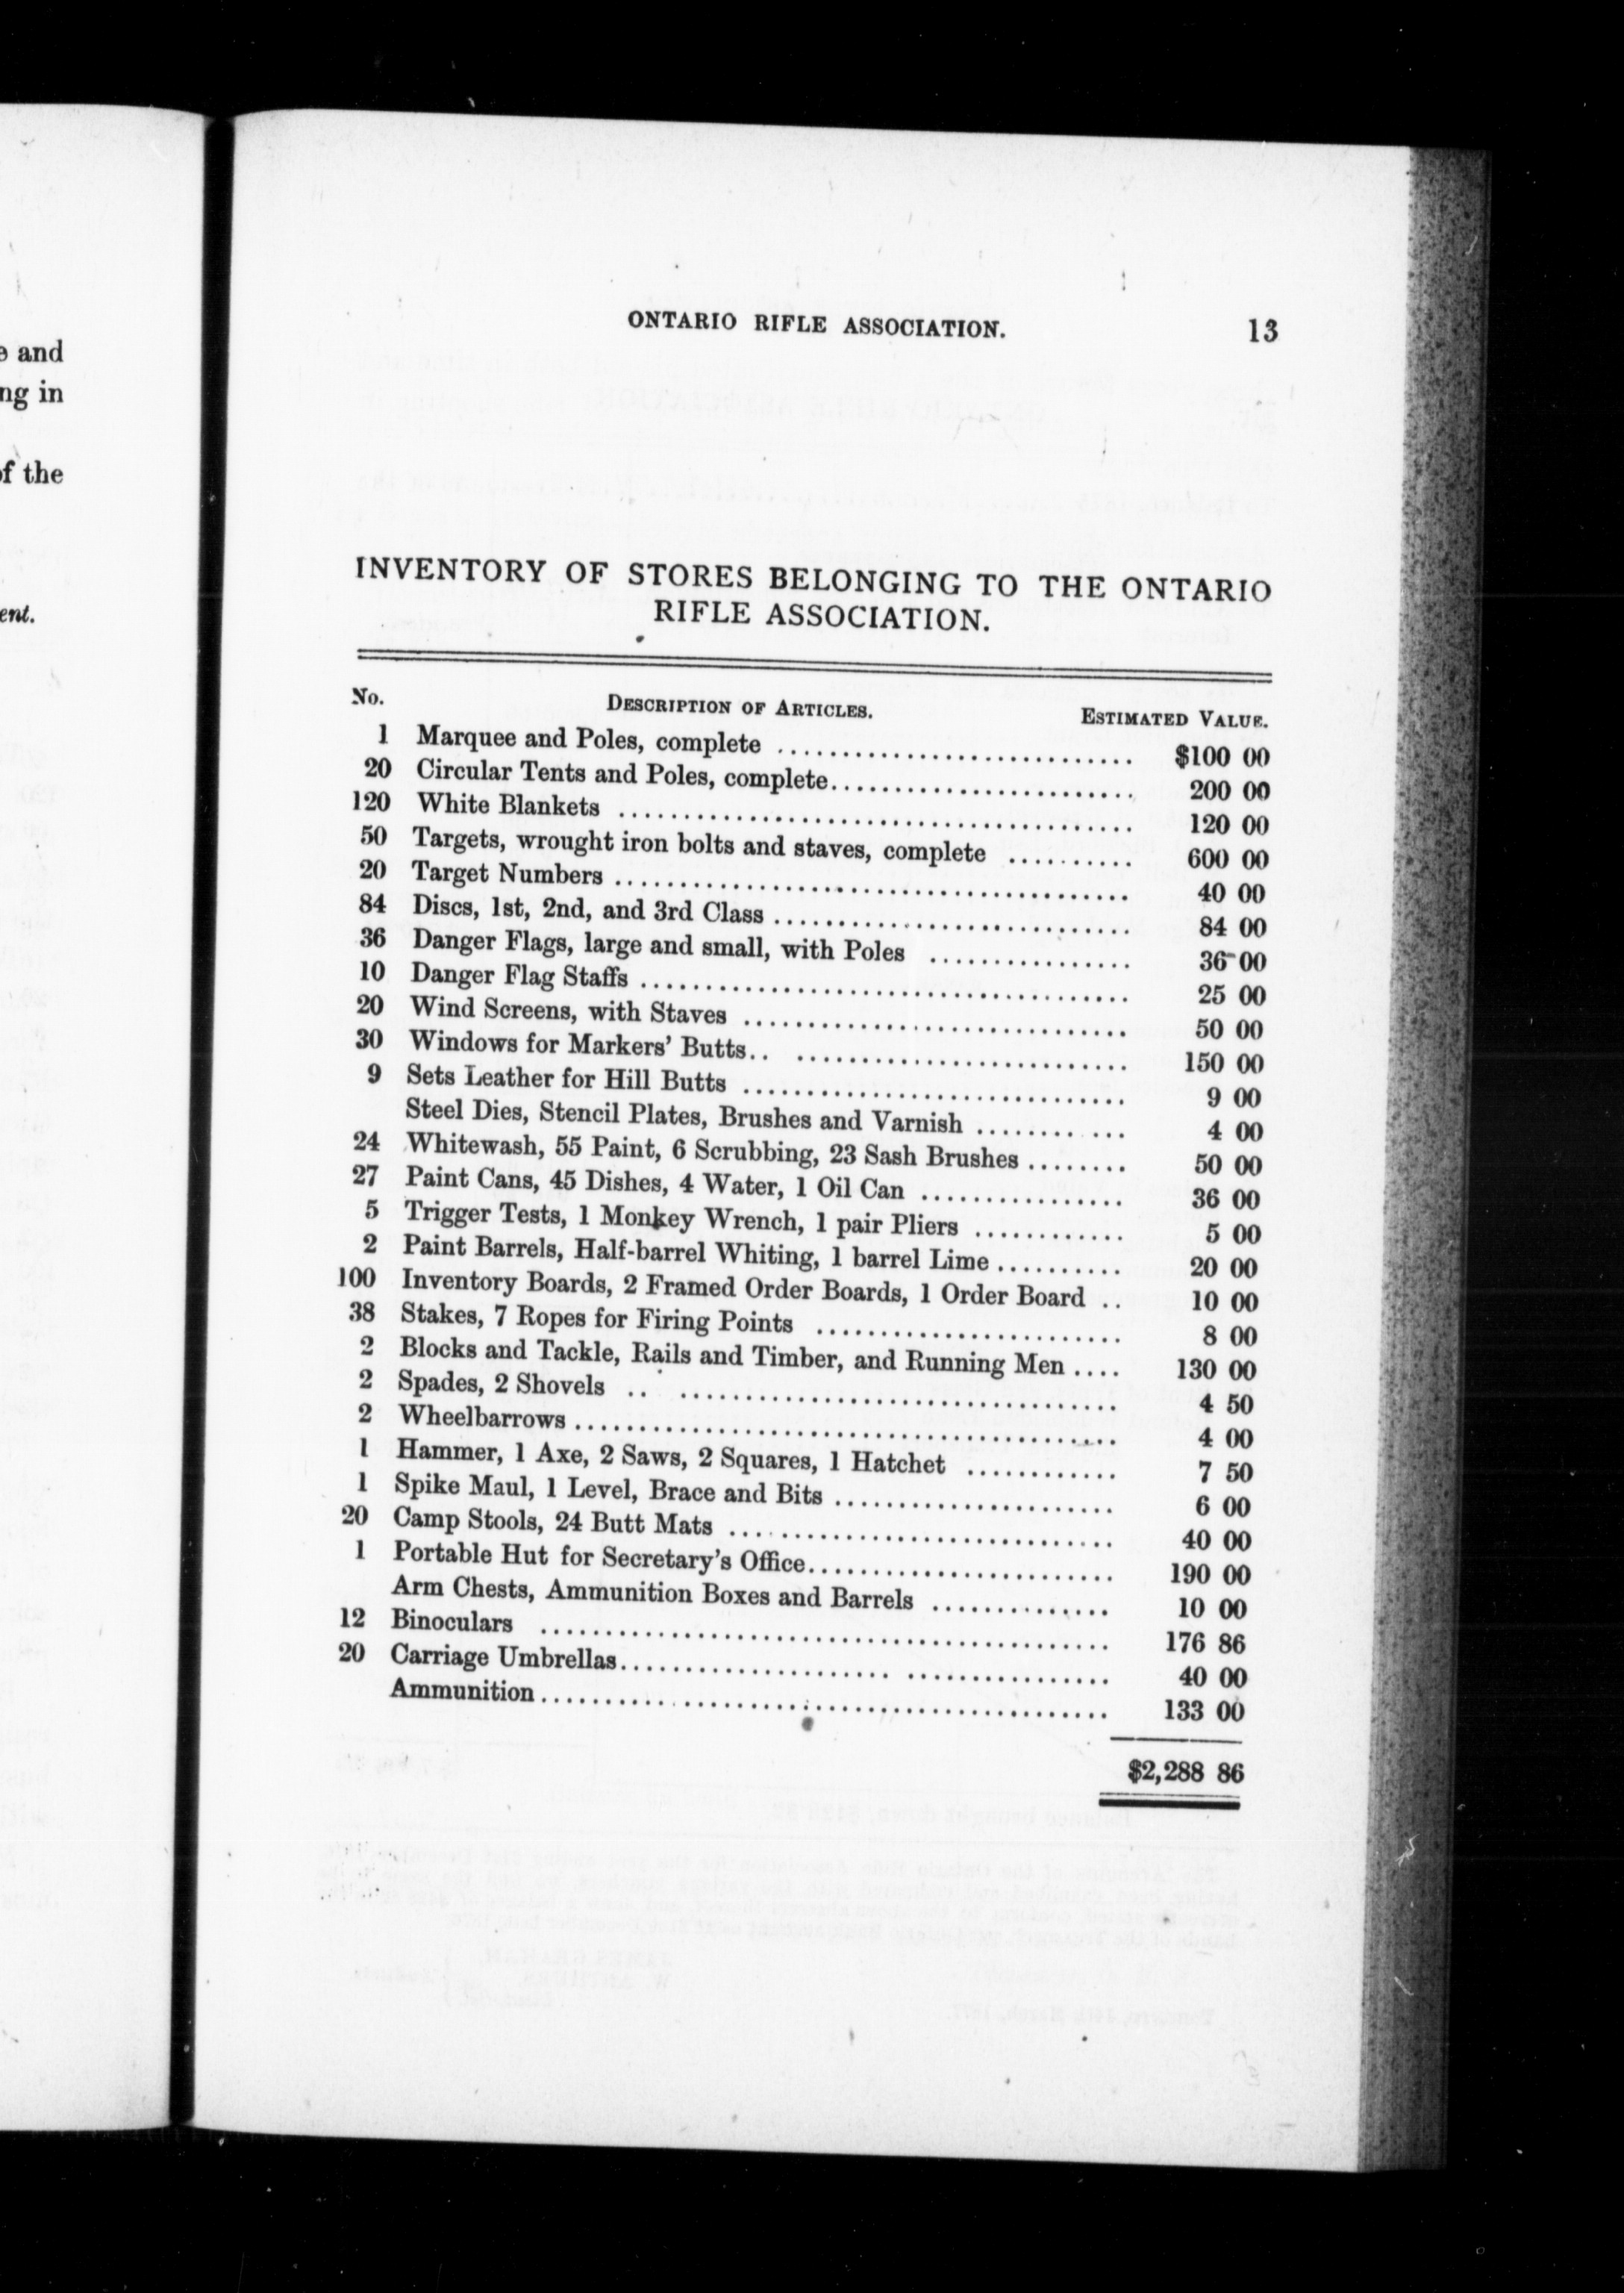 e and
ng in
of the
ent.
ONTARIO RIFLE ASSOCIATION. 13
INVENTORY OF STORES BELONGING TO THE ONTARIO
RIFLE ASSOCIATION.
No. DESCRIPTION OF ARTICLES. ESTIMATED VALUE.
1 Marquee and Poles, complete ........................... $100 00
20 Circular Tents and Poles, complete........................ 200 00
120 White Blankets ........................................ 120 00
50 Targets, wrought iron bolts and staves, complete .......... 600 00
20 Target Numbers ........................................ 40 00
84 Discs, 1st, 2nd, and 3rd Class ............................ 84 00
36 Danger Flags, large and small, with Poles ................ 36 00
10 Danger Flag Staffs ...................................... 25 00
20 Wind Screens, with Staves .............................. 50 00
30 Windows for Markers' Butts.. .......................... 150 00
9 Sets Leather for Hill Butts .............................. 9 00
Steel Dies, Stencil Plates, Brushes and Varnish ............ 4 00
24 Whitewash, 55 Paint, 6 Scrubbing, 23 Sash Brushes ........ 50 00
27 Paint Cans, 45 Dishes, 4 Water, 1 Oil Can ................ 36 00
5 Trigger Tests, 1 Monkey Wrench, 1 pair Pliers ............ 5 00
2 Paint Barrels, Half-barrel Whiting, 1 barrel Lime .......... 20 00
100 Inventory Boards, 2 Framed Order Boards, 1 Order Board .. 10 00
38 Stakes, 7 Ropes for Firing Points ........................ 8 00
2 Blocks and Tackle, Rails and Timber, and Running Men .... 130 00
2 Spades, 2 Shovels .. .................................. 4 50
2 Wheelbarrows .......................................... 4 00
1 Hammer, 1 Axe, 2 Saws, 2 Squares, 1 Hatchet ............ 7 50
1 Spike Maul, 1 Level, Brace and Bits ...................... 6 00
20 Camp Stools, 24 Butt Mats .............................. 40 00
1 Portable Hut for Secretary's Office........................ 190 00
Arm Chests, Ammunition Boxes and Barrels .............. 10 00
12 Binoculars ............................................ 176 86
20 Carriage Umbrellas..................... ................ 40 00
Ammunition ............................................ 133 00
$2,288 86